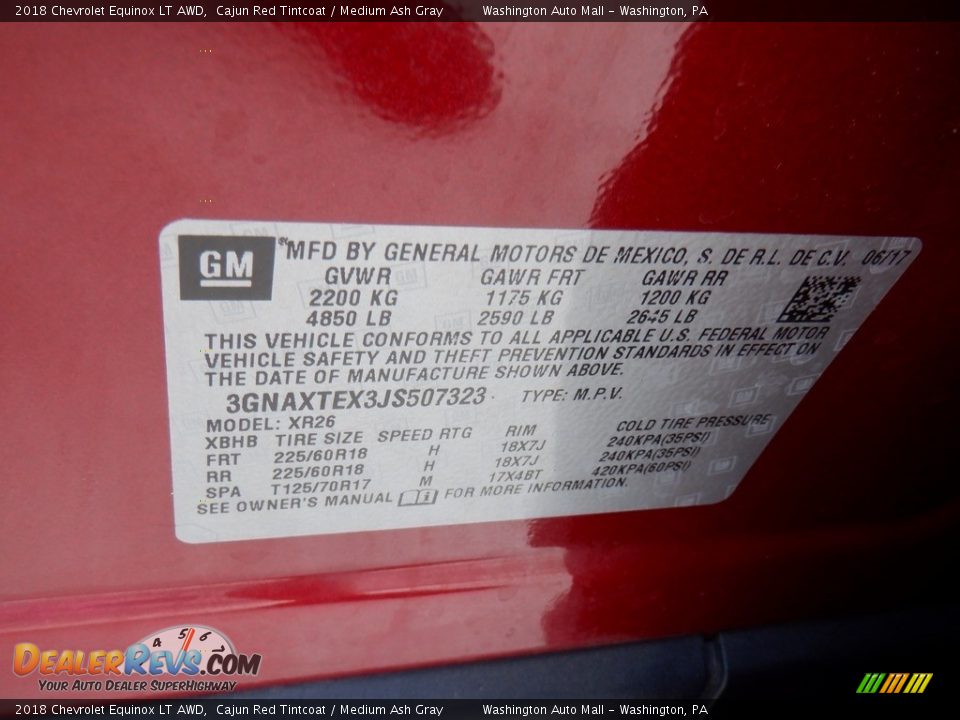 2018 Chevrolet Equinox LT AWD, Cajun Red Tintcoat / Medium Ash Gray Washington Auto Mall - Washington, PA
GM MFD BY GENERAL MOTORS DE MEXICO, S. DE R.L. DE C.V. 06/17
GVWR GAWR FRT GAWR RR
2200 KG 1175 KG 1200 KG
4850 LB 2590 LB 2645 LB
THIS VEHICLE CONFORMS TO ALL APPLICABLE U.S. FEDERAL MOTOR
VEHICLE SAFETY AND THEFT PREVENTION STANDARDS IN EFFECT ON
THE DATE OF MANUFACTURE SHOWN ABOVE.
3GNAXTEX3JS507323 TYPE: M.P.V.
MODEL: XR26
XBHB TIRE SIZE SPEED RTG RIM COLD TIRE PRESSURE
FRT 225/60R18 H 18X7J 240KPA(35PSI)
RR 225/60R18 H 18X7J 240KPA(35PSI)
SPA T125/70R17 M 17X4BT 420KPA(60PSI)
SEE OWNER'S MANUAL FOR MORE INFORMATION.
4 5 6
DEALERREVS.COM
YOUR AUTO DEALER SUPERHIGHWAY
2018 Chevrolet Equinox LT AWD, Cajun Red Tintcoat / Medium Ash Gray Washington Auto Mall - Washington, PA